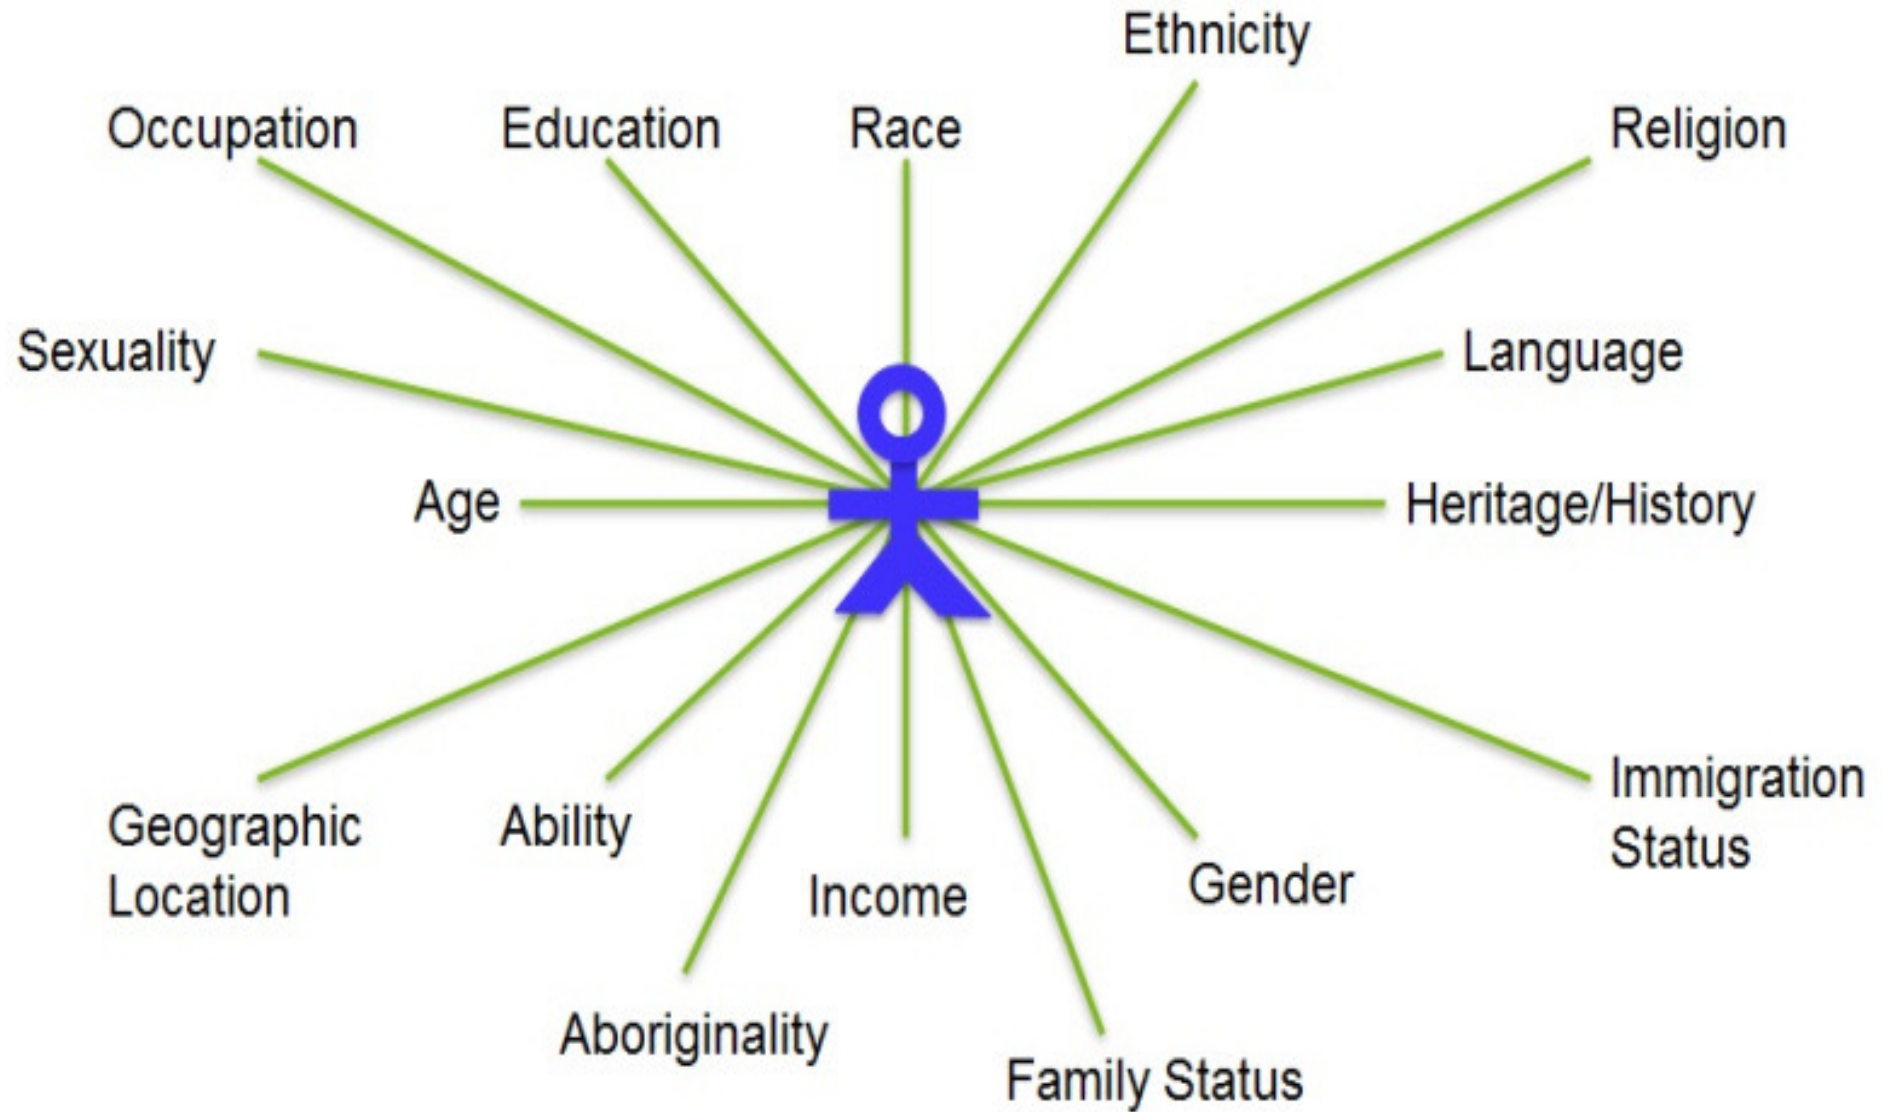 Ethnicity
Occupation
Education
Race
Religion
Sexuality
Language
Age
Heritage/History
Geographic
Location
Ability
Income
Gender
Immigration
Status
Aboriginality
Family Status